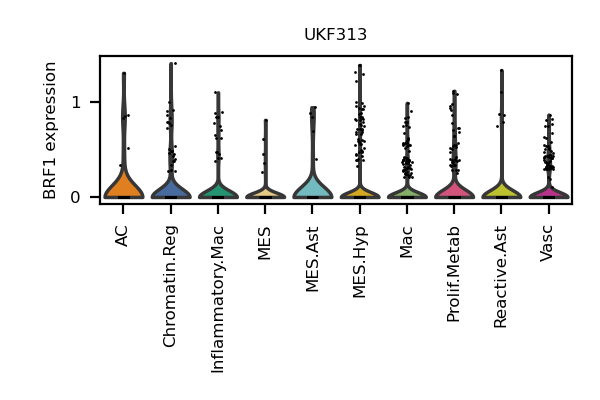 UKF313
BRF1 expression
1
0
AC
Chromatin.Reg
Inflammatory.Mac
MES
MES.Ast
MES.Hyp
Mac
Prolif.Metab
Reactive.Ast
Vasc